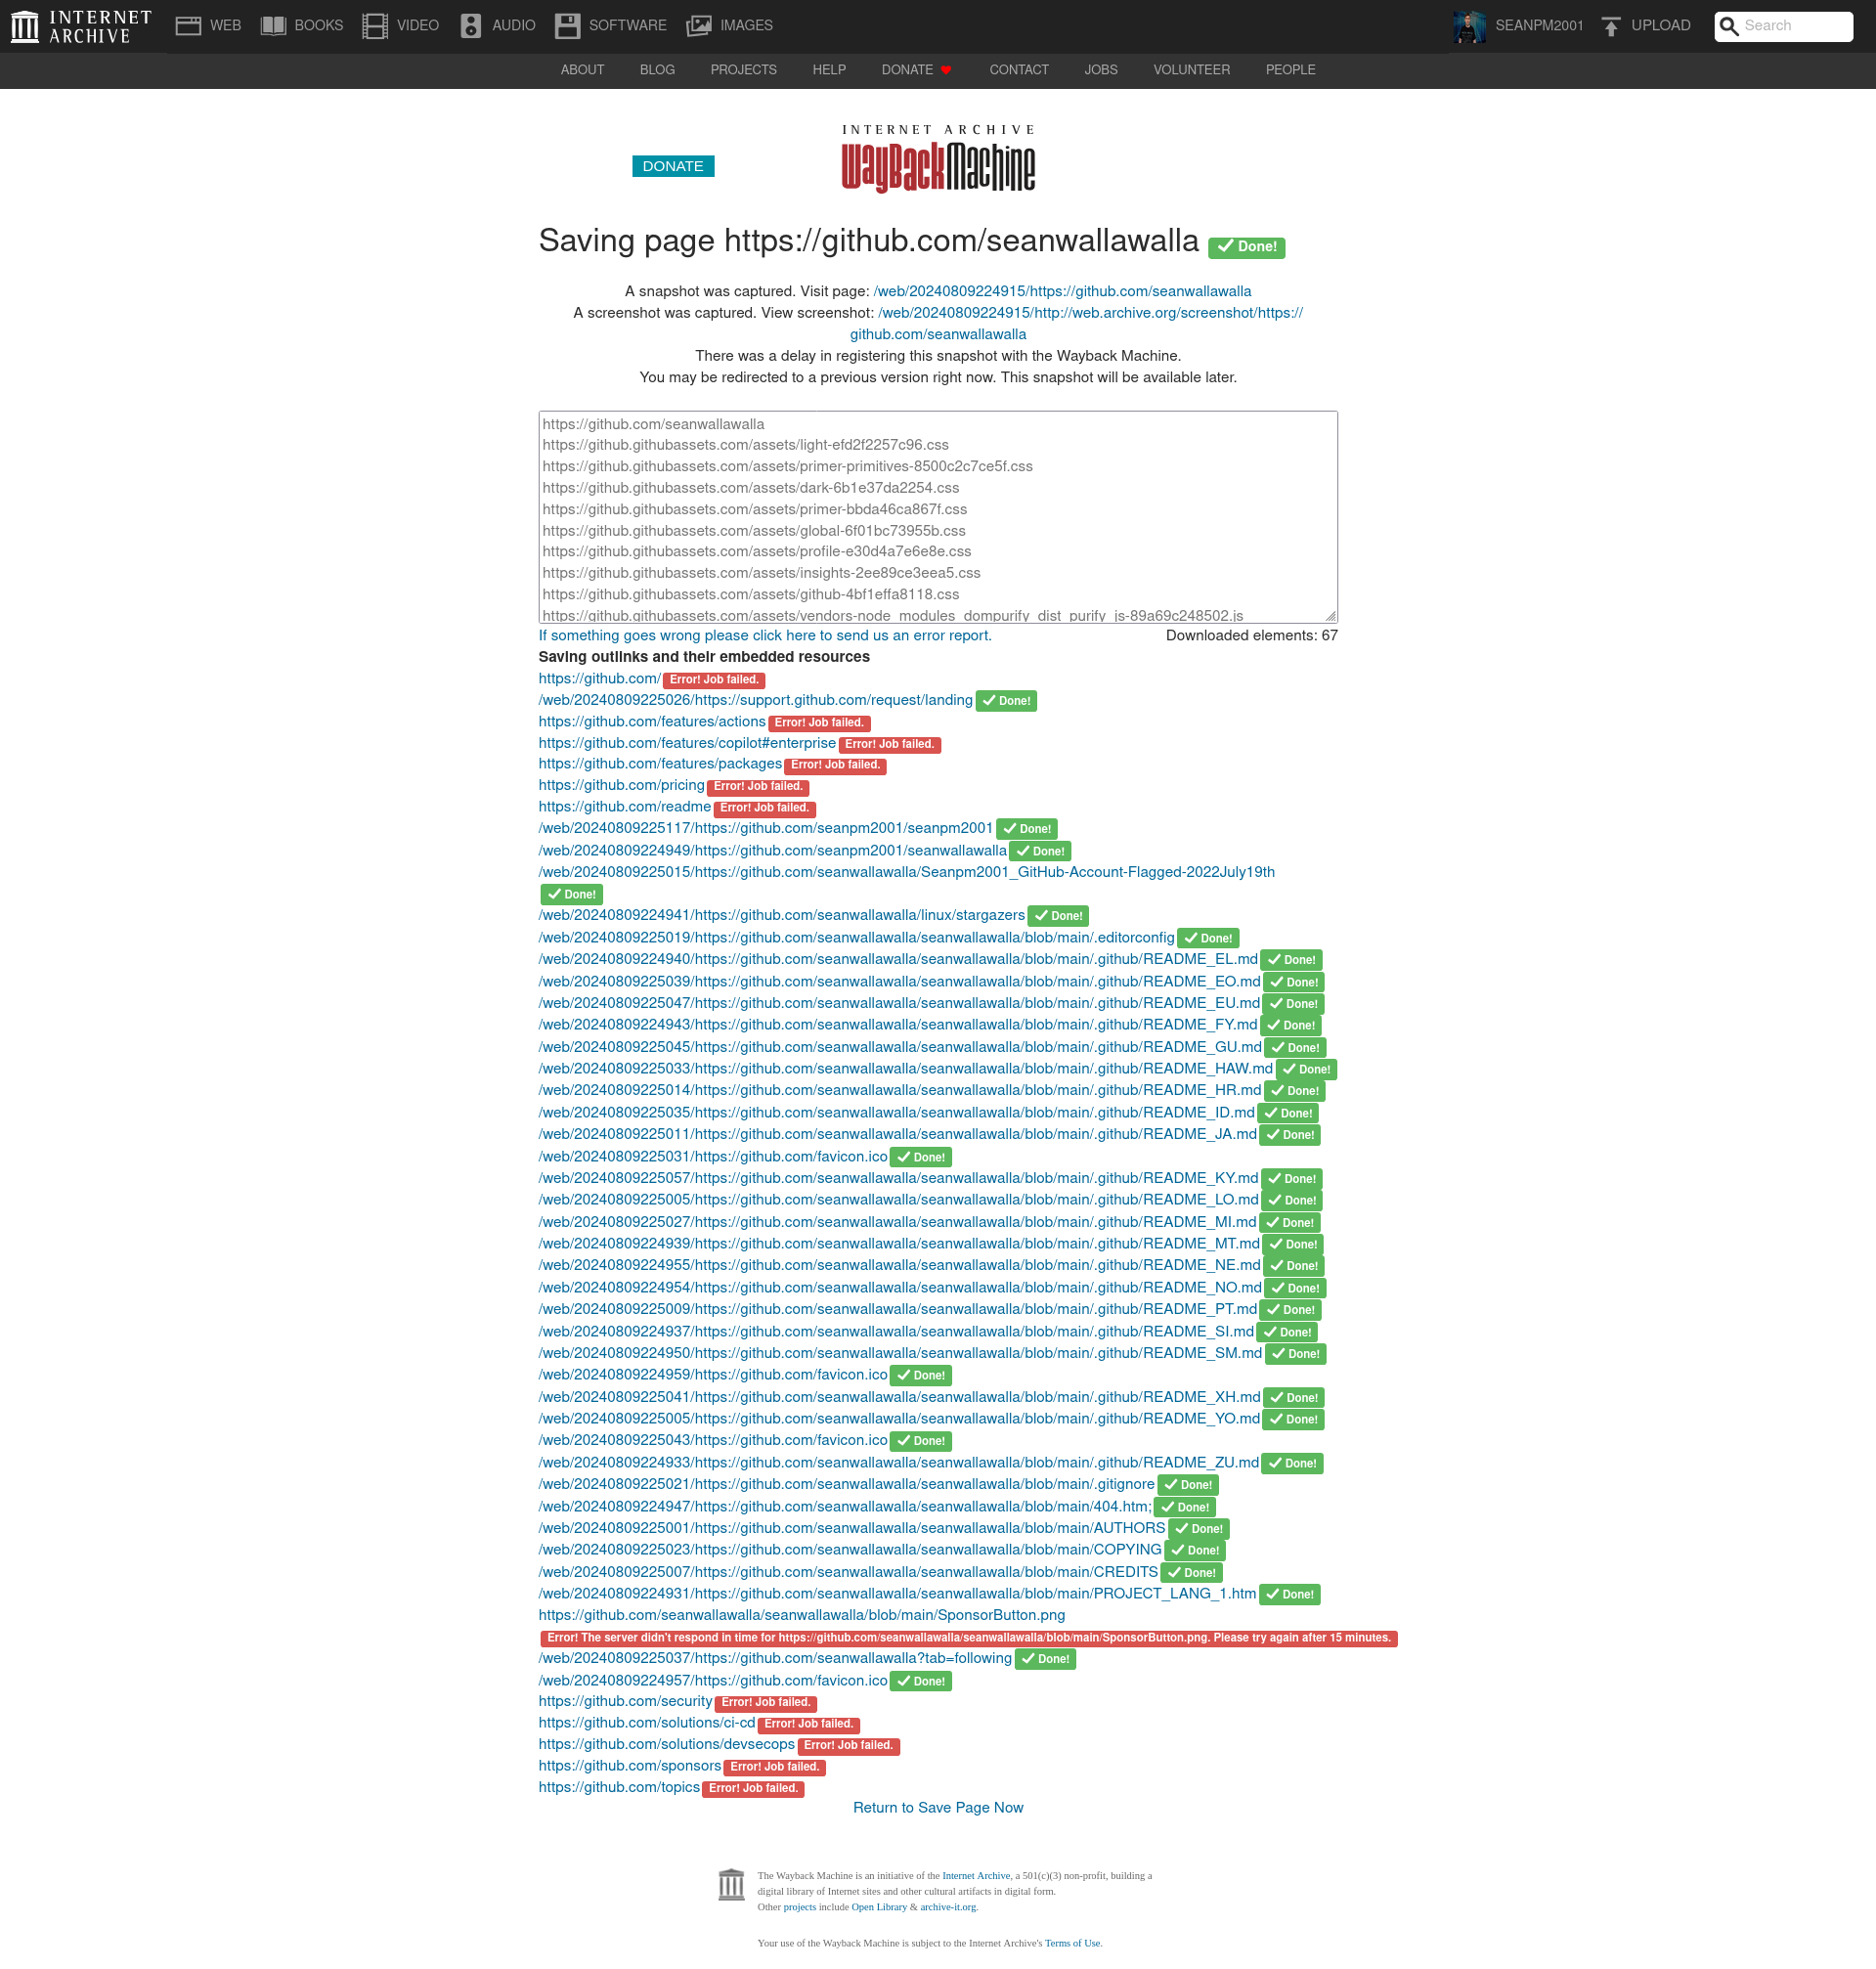 INTERNET ARCHIVE
WEB BOOKS VIDEO AUDIO SOFTWARE IMAGES SEANPM2001 UPLOAD Search
ABOUT BLOG PROJECTS HELP DONATE CONTACT JOBS VOLUNTEER PEOPLE
INTERNET ARCHIVE
DONATE
WayBackMachine
Saving page https://github.com/seanwallawalla Done!
A snapshot was captured. Visit page: /web/20240809224915/https://github.com/seanwallawalla
A screenshot was captured. View screenshot: /web/20240809224915/http://web.archive.org/screenshot/https://
github.com/seanwallawalla
There was a delay in registering this snapshot with the Wayback Machine.
You may be redirected to a previous version right now. This snapshot will be available later.
https://github.com/seanwallawalla
https://github.githubassets.com/assets/light-efd2f2257c96.css
https://github.githubassets.com/assets/primer-primitives-8500c2c7ce5f.css
https://github.githubassets.com/assets/dark-6b1e37da2254.css
https://github.githubassets.com/assets/primer-bbda46ca867f.css
https://github.githubassets.com/assets/global-6f01bc73955b.css
https://github.githubassets.com/assets/profile-e30d4a7e6e8e.css
https://github.githubassets.com/assets/insights-2ee89ce3eea5.css
https://github.githubassets.com/assets/github-4bf1effa8118.css
https://github.githubassets.com/assets/vendors-node_modules_dompurify_dist_purify_js-89a69c248502.js
If something goes wrong please click here to send us an error report. Downloaded elements: 67
Saving outlinks and their embedded resources
https://github.com/ Error! Job failed.
/web/20240809225026/https://support.github.com/request/landing Done!
https://github.com/features/actions Error! Job failed.
https://github.com/features/copilot#enterprise Error! Job failed.
https://github.com/features/packages Error! Job failed.
https://github.com/pricing Error! Job failed.
https://github.com/readme Error! Job failed.
/web/20240809225117/https://github.com/seanpm2001/seanpm2001 Done!
/web/20240809224949/https://github.com/seanpm2001/seanwallawalla Done!
/web/20240809225015/https://github.com/seanwallawalla/Seanpm2001_GitHub-Account-Flagged-2022July19th
Done!
/web/20240809224941/https://github.com/seanwallawalla/linux/stargazers Done!
/web/20240809225019/https://github.com/seanwallawalla/seanwallawalla/blob/main/.editorconfig Done!
/web/20240809224940/https://github.com/seanwallawalla/seanwallawalla/blob/main/.github/README_EL.md Done!
/web/20240809225039/https://github.com/seanwallawalla/seanwallawalla/blob/main/.github/README_EO.md Done!
/web/20240809225047/https://github.com/seanwallawalla/seanwallawalla/blob/main/.github/README_EU.md Done!
/web/20240809224943/https://github.com/seanwallawalla/seanwallawalla/blob/main/.github/README_FY.md Done!
/web/20240809225045/https://github.com/seanwallawalla/seanwallawalla/blob/main/.github/README_GU.md Done!
/web/20240809225033/https://github.com/seanwallawalla/seanwallawalla/blob/main/.github/README_HAW.md Done!
/web/20240809225014/https://github.com/seanwallawalla/seanwallawalla/blob/main/.github/README_HR.md Done!
/web/20240809225035/https://github.com/seanwallawalla/seanwallawalla/blob/main/.github/README_ID.md Done!
/web/20240809225011/https://github.com/seanwallawalla/seanwallawalla/blob/main/.github/README_JA.md Done!
/web/20240809225031/https://github.com/favicon.ico Done!
/web/20240809225057/https://github.com/seanwallawalla/seanwallawalla/blob/main/.github/README_KY.md Done!
/web/20240809225005/https://github.com/seanwallawalla/seanwallawalla/blob/main/.github/README_LO.md Done!
/web/20240809225027/https://github.com/seanwallawalla/seanwallawalla/blob/main/.github/README_MI.md Done!
/web/20240809224939/https://github.com/seanwallawalla/seanwallawalla/blob/main/.github/README_MT.md Done!
/web/20240809224955/https://github.com/seanwallawalla/seanwallawalla/blob/main/.github/README_NE.md Done!
/web/20240809224954/https://github.com/seanwallawalla/seanwallawalla/blob/main/.github/README_NO.md Done!
/web/20240809225009/https://github.com/seanwallawalla/seanwallawalla/blob/main/.github/README_PT.md Done!
/web/20240809224937/https://github.com/seanwallawalla/seanwallawalla/blob/main/.github/README_SI.md Done!
/web/20240809224950/https://github.com/seanwallawalla/seanwallawalla/blob/main/.github/README_SM.md Done!
/web/20240809224959/https://github.com/favicon.ico Done!
/web/20240809225041/https://github.com/seanwallawalla/seanwallawalla/blob/main/.github/README_XH.md Done!
/web/20240809225005/https://github.com/seanwallawalla/seanwallawalla/blob/main/.github/README_YO.md Done!
/web/20240809225043/https://github.com/favicon.ico Done!
/web/20240809224933/https://github.com/seanwallawalla/seanwallawalla/blob/main/.github/README_ZU.md Done!
/web/20240809225021/https://github.com/seanwallawalla/seanwallawalla/blob/main/.gitignore Done!
/web/20240809224947/https://github.com/seanwallawalla/seanwallawalla/blob/main/404.htm; Done!
/web/20240809225001/https://github.com/seanwallawalla/seanwallawalla/blob/main/AUTHORS Done!
/web/20240809225023/https://github.com/seanwallawalla/seanwallawalla/blob/main/COPYING Done!
/web/20240809225007/https://github.com/seanwallawalla/seanwallawalla/blob/main/CREDITS Done!
/web/20240809224931/https://github.com/seanwallawalla/seanwallawalla/blob/main/PROJECT_LANG_1.htm Done!
https://github.com/seanwallawalla/seanwallawalla/blob/main/SponsorButton.png
Error! The server didn't respond in time for https://github.com/seanwallawalla/seanwallawalla/blob/main/SponsorButton.png. Please try again after 15 minutes.
/web/20240809225037/https://github.com/seanwallawalla?tab=following Done!
/web/20240809224957/https://github.com/favicon.ico Done!
https://github.com/security Error! Job failed.
https://github.com/solutions/ci-cd Error! Job failed.
https://github.com/solutions/devsecops Error! Job failed.
https://github.com/sponsors Error! Job failed.
https://github.com/topics Error! Job failed.
Return to Save Page Now
The Wayback Machine is an initiative of the Internet Archive, a 501(c)(3) non-profit, building a
digital library of Internet sites and other cultural artifacts in digital form.
Other projects include Open Library & archive-it.org.
Your use of the Wayback Machine is subject to the Internet Archive's Terms of Use.